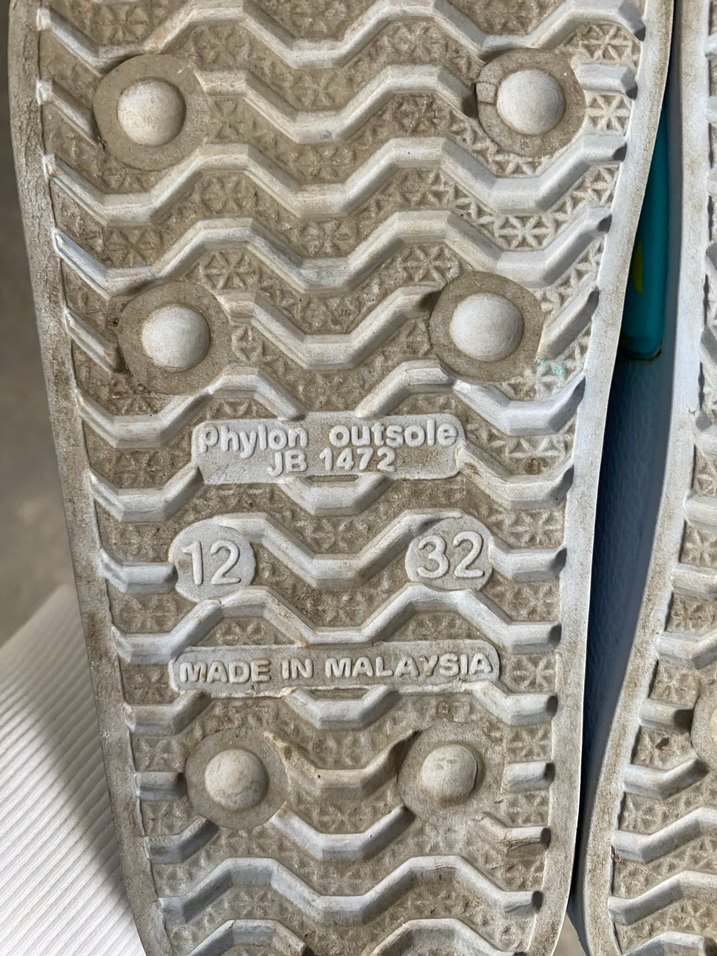 phylon outsole
JB 1472
12 32
MADE IN MALAYSIA